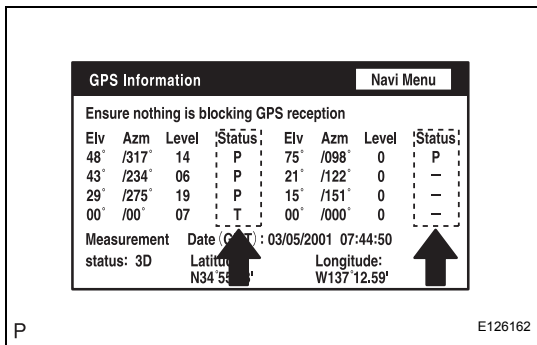 GPS Information Navi Menu
Ensure nothing is blocking GPS reception
Elv Azm Level Status Elv Azm Level Status
48° /317° 14 P 75° /098° 0 P
43° /234° 06 P 21° /122° 0 –
29° /275° 19 P 15° /151° 0 –
00° /00° 07 T 00° /000° 0 –
Measurement Date : 03/05/2001 07:44:50
status: 3D Longitude:
W137°12.59'
P E126162